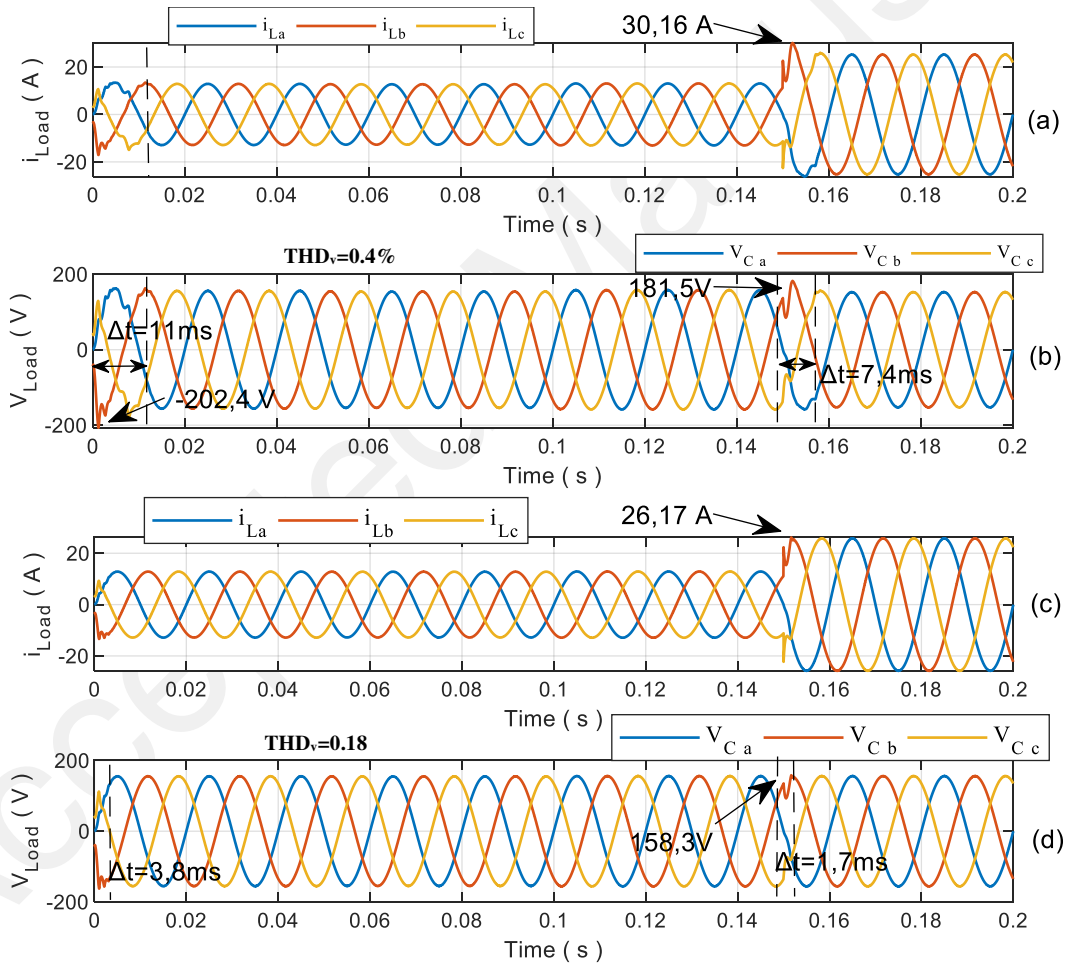 i_La i_Lb i_Lc
30,16 A
i_Load ( A )
20
0
-20
0 0.02 0.04 0.06 0.08 0.1 0.12 0.14 0.16 0.18 0.2
Time ( s )
(a)
THDv=0.4%
V_C a V_C b V_C c
V_Load (V)
200
0
-200
181,5V
Δt=11ms
Δt=7,4ms
-202,4 V
0 0.02 0.04 0.06 0.08 0.1 0.12 0.14 0.16 0.18 0.2
Time ( s )
(b)
i_La i_Lb i_Lc
26,17 A
i_Load ( A )
20
0
-20
0 0.02 0.04 0.06 0.08 0.1 0.12 0.14 0.16 0.18 0.2
Time ( s )
(c)
THDv=0.18
V_C a V_C b V_C c
V_Load (V)
200
0
-200
158,3V
Δt=3,8ms
Δt=1,7ms
0 0.02 0.04 0.06 0.08 0.1 0.12 0.14 0.16 0.18 0.2
Time ( s )
(d)